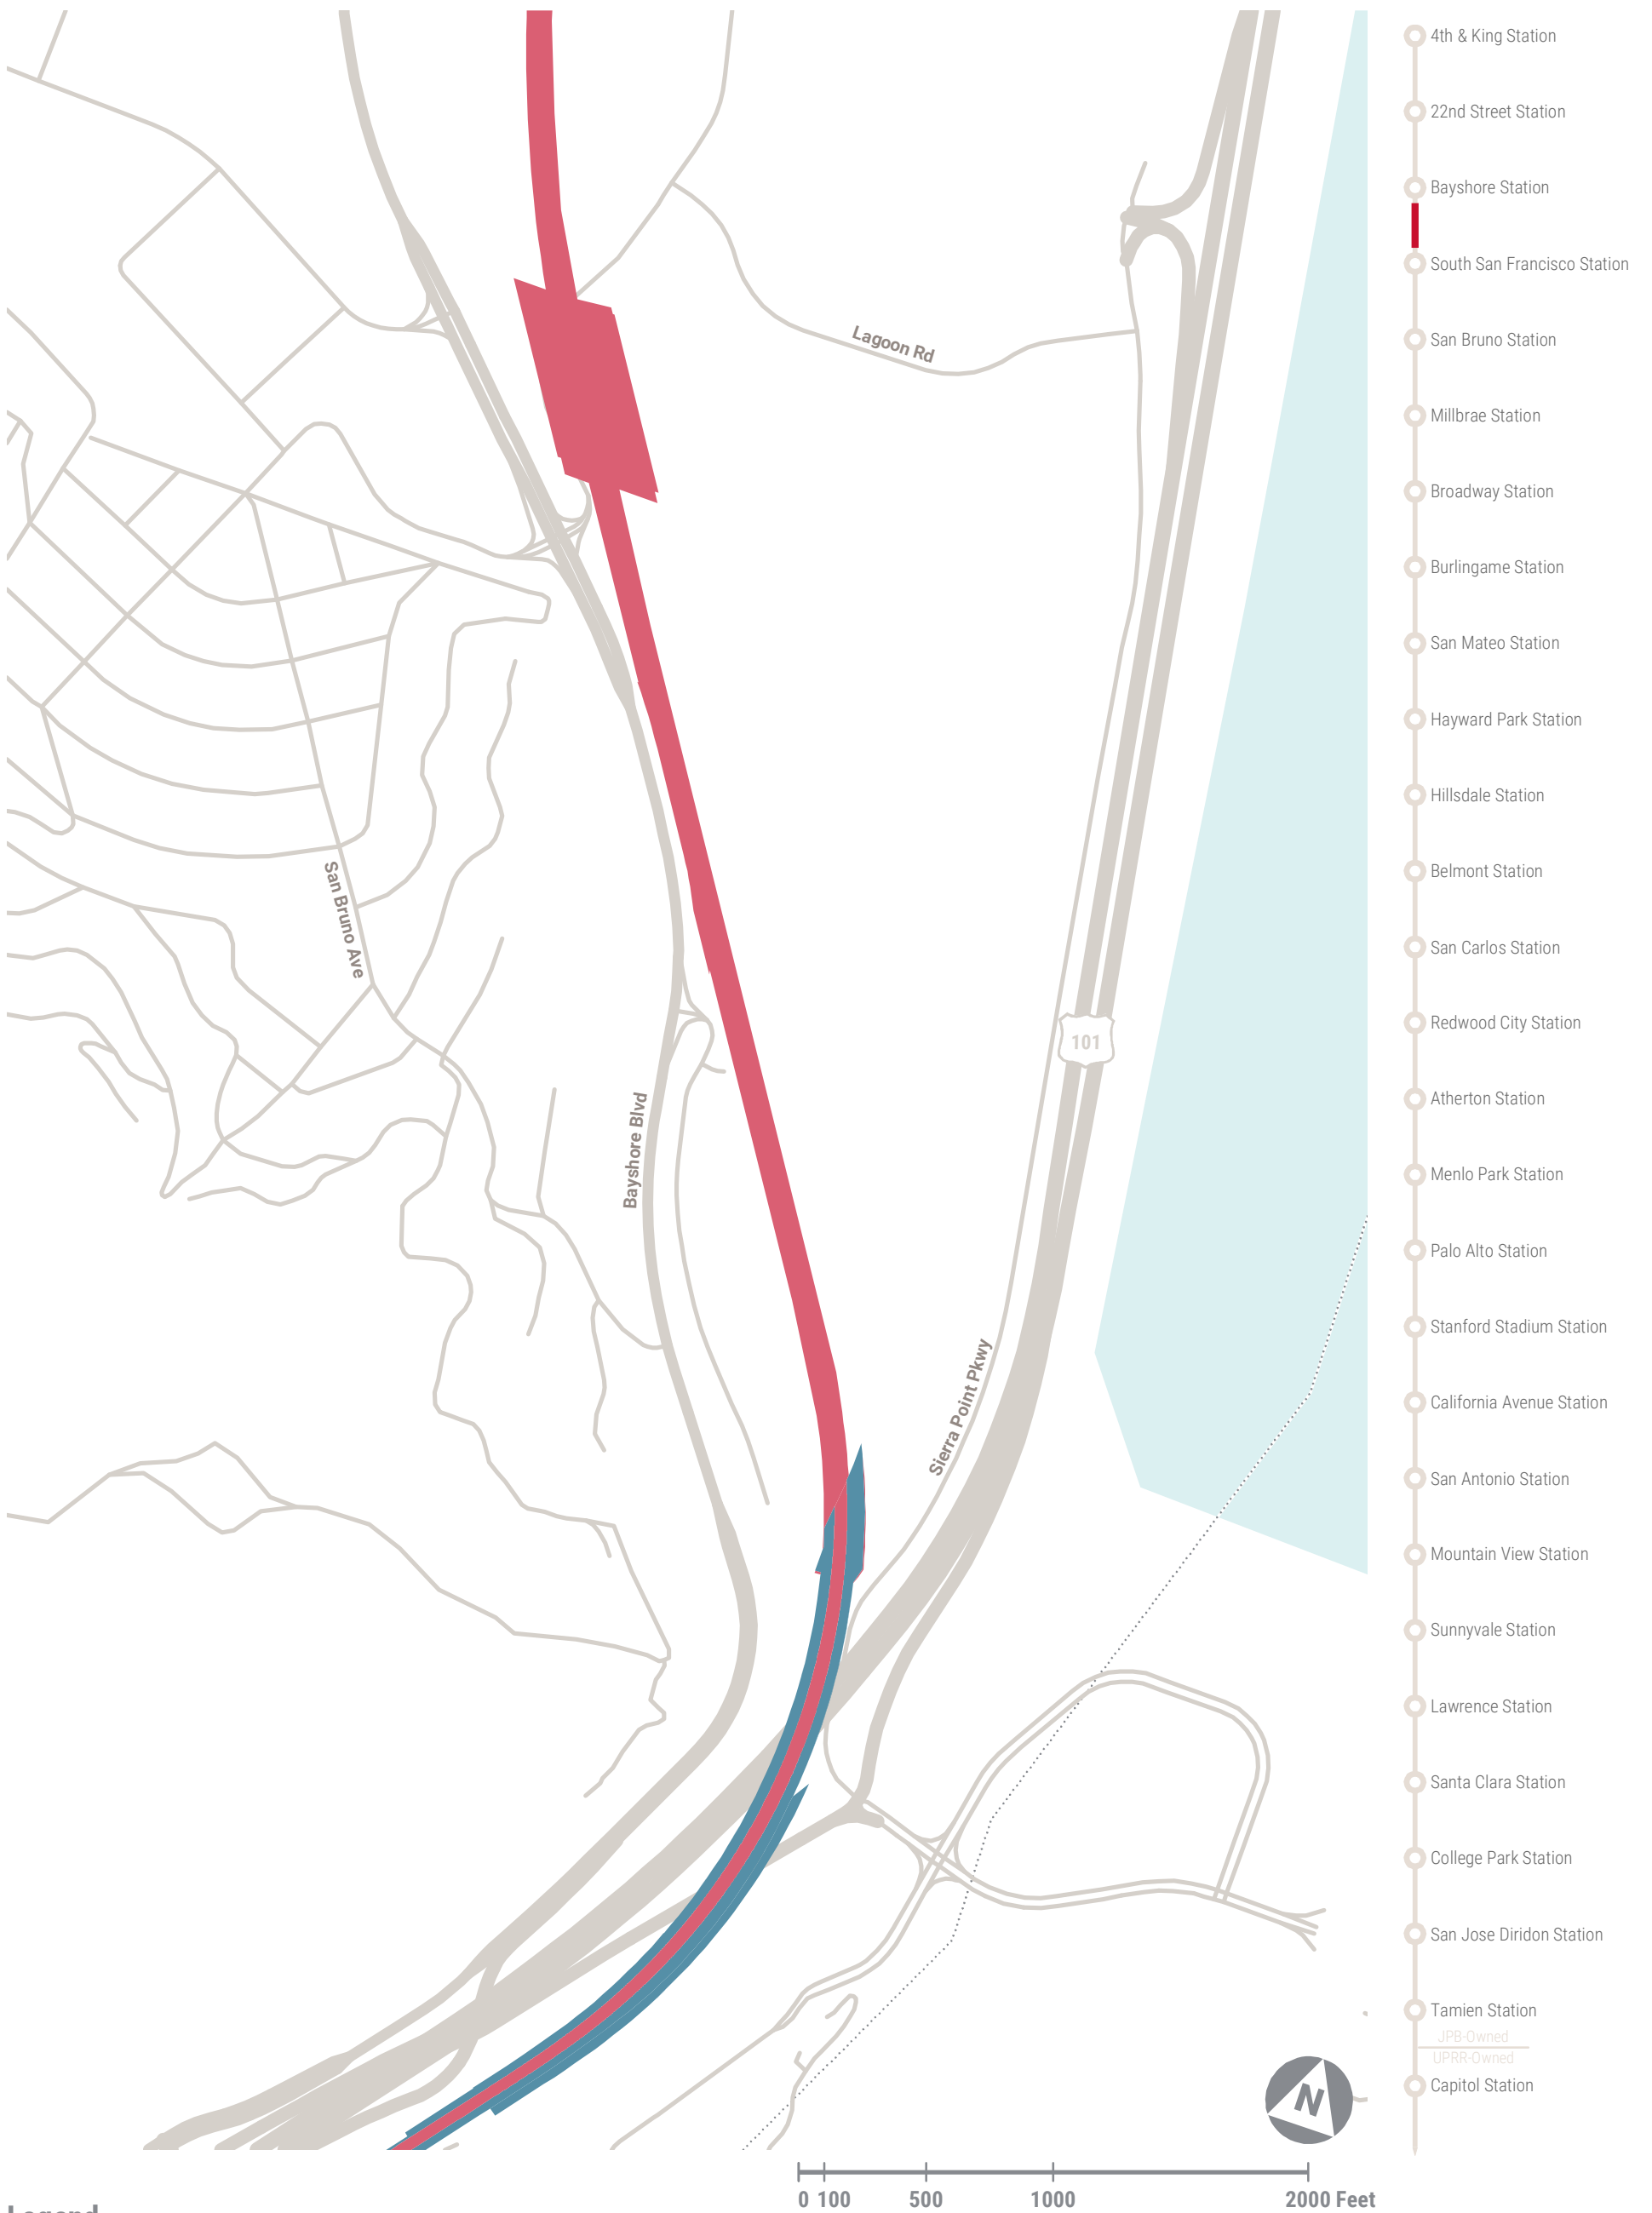 Lagoon Rd
San Bruno Ave
101
Bayshore Blvd
Sierra Point Pkwy
N
0 100 500 1000 2000 Feet
Legend
4th & King Station
22nd Street Station
Bayshore Station
South San Francisco Station
San Bruno Station
Millbrae Station
Broadway Station
Burlingame Station
San Mateo Station
Hayward Park Station
Hillsdale Station
Belmont Station
San Carlos Station
Redwood City Station
Atherton Station
Menlo Park Station
Palo Alto Station
Stanford Stadium Station
California Avenue Station
San Antonio Station
Mountain View Station
Sunnyvale Station
Lawrence Station
Santa Clara Station
College Park Station
San Jose Diridon Station
Tamien Station
JPB-Owned
UPRR-Owned
Capitol Station